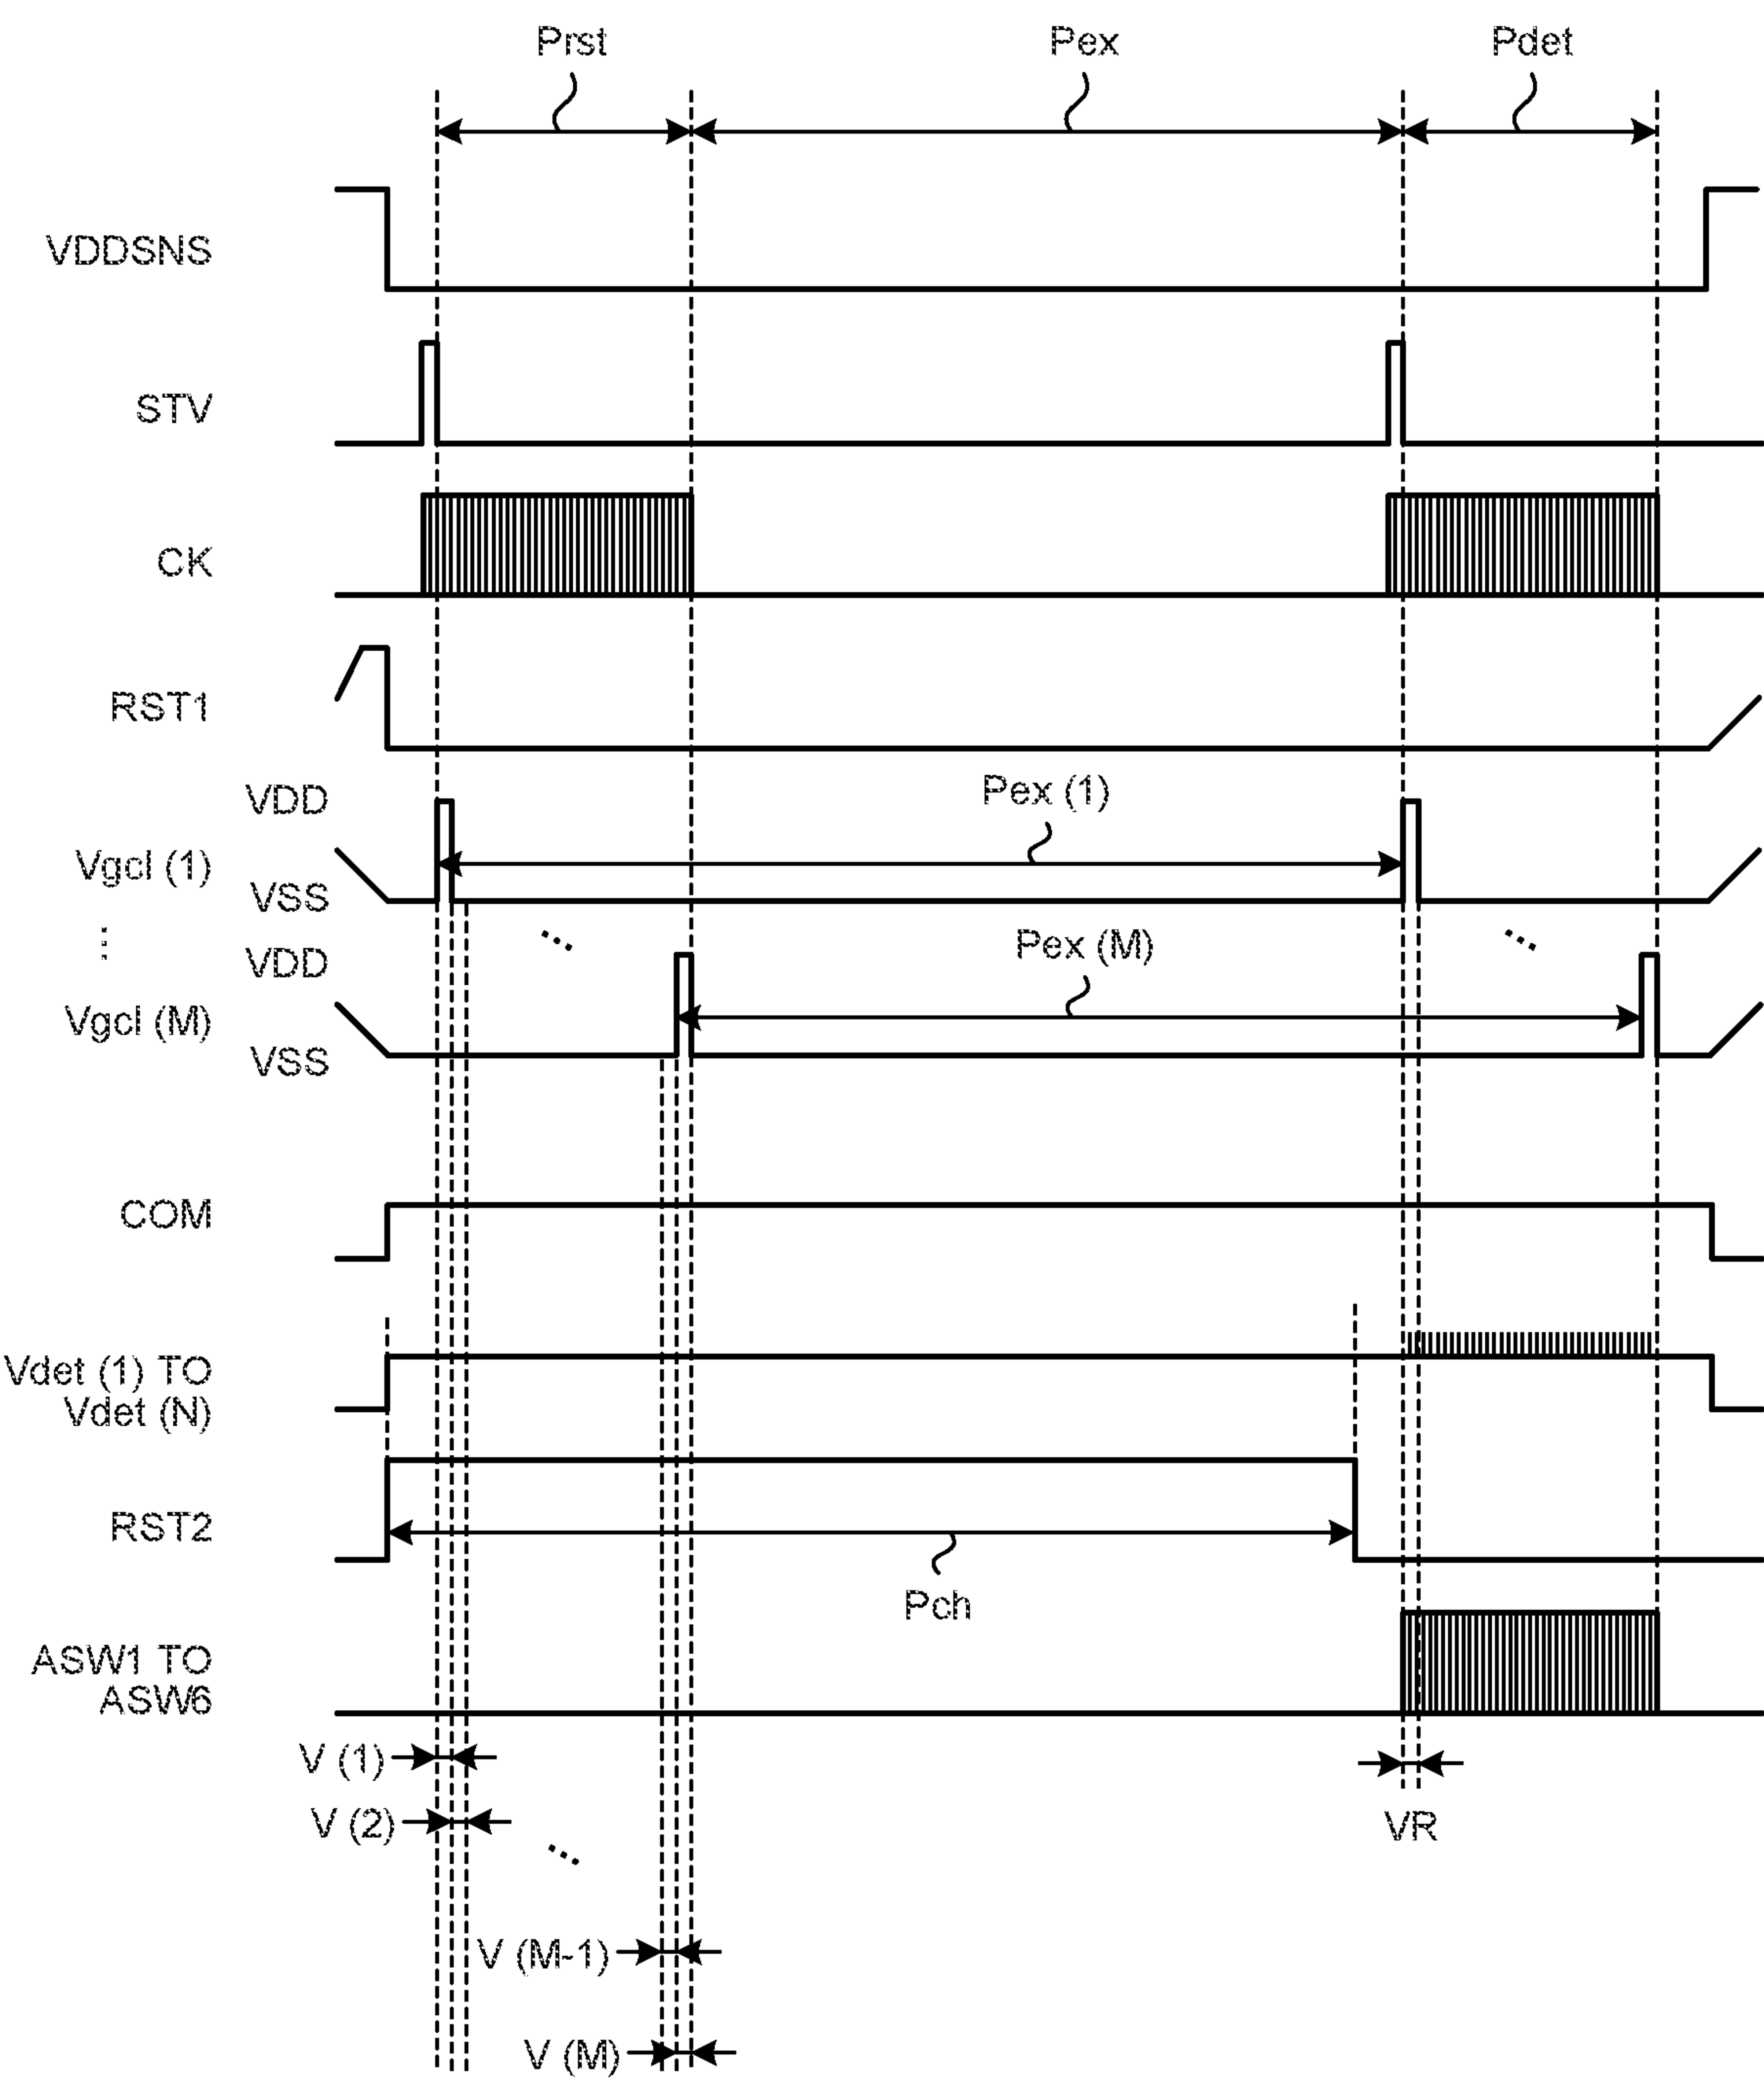 Prst
Pex
Pdet
VDDSNS
STV
CK
RST1
VDD
Pex (1)
Vgcl (1)
VSS
⋮
VDD
Pex (M)
Vgcl (M)
VSS
COM
Vdet (1) TO
Vdet (N)
RST2
Pch
ASW1 TO
ASW6
V (1)
V (2)
VR
V (M-1)
V (M)